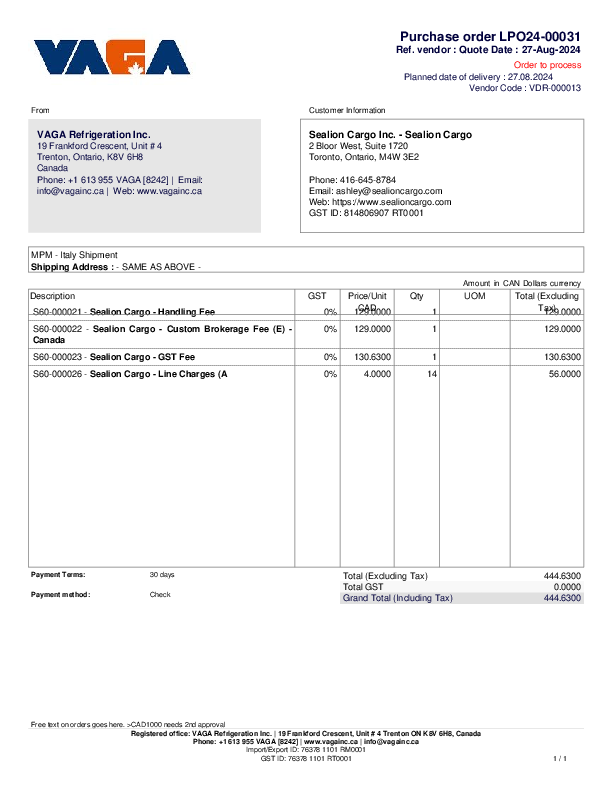 VAGA
Purchase order LPO24-00031
Ref. vendor : Quote Date : 27-Aug-2024
Order to process
Planned date of delivery : 27.08.2024
Vendor Code : VDR-000013
From
Customer Information
VAGA Refrigeration Inc.
19 Frankford Crescent, Unit # 4
Trenton, Ontario, K8V 6H8
Canada
Phone: +1 613 955 VAGA [8242] | Email:
info@vagainc.ca | Web: www.vagainc.ca
Sealion Cargo Inc. - Sealion Cargo
2 Bloor West, Suite 1720
Toronto, Ontario, M4W 3E2
Phone: 416-645-8784
Email: ashley@sealioncargo.com
Web: https://www.sealioncargo.com
GST ID: 814806907 RT0001
MPM - Italy Shipment
Shipping Address : - SAME AS ABOVE -
Amount in CAN Dollars currency
Description GST Price/Unit CAD Qty UOM Total (Excluding Tax)
S60-000021 - Sealion Cargo - Handling Fee 0% 129.0000 1 129.0000
S60-000022 - Sealion Cargo - Custom Brokerage Fee (E) - 0% 129.0000 1 129.0000
Canada
S60-000023 - Sealion Cargo - GST Fee 0% 130.6300 1 130.6300
S60-000026 - Sealion Cargo - Line Charges (A 0% 4.0000 14 56.0000
Payment Terms: 30 days
Payment method: Check
Total (Excluding Tax) 444.6300
Total GST 0.0000
Grand Total (Including Tax) 444.6300
Free text on orders goes here. >CAD1000 needs 2nd approval
Registered office: VAGA Refrigeration Inc. | 19 Frankford Crescent, Unit # 4 Trenton ON K8V 6H8, Canada
Phone: +1 613 955 VAGA [8242] | www.vagainc.ca | info@vagainc.ca
Import/Export ID: 76378 1101 RM0001
GST ID: 76378 1101 RT0001
1 / 1